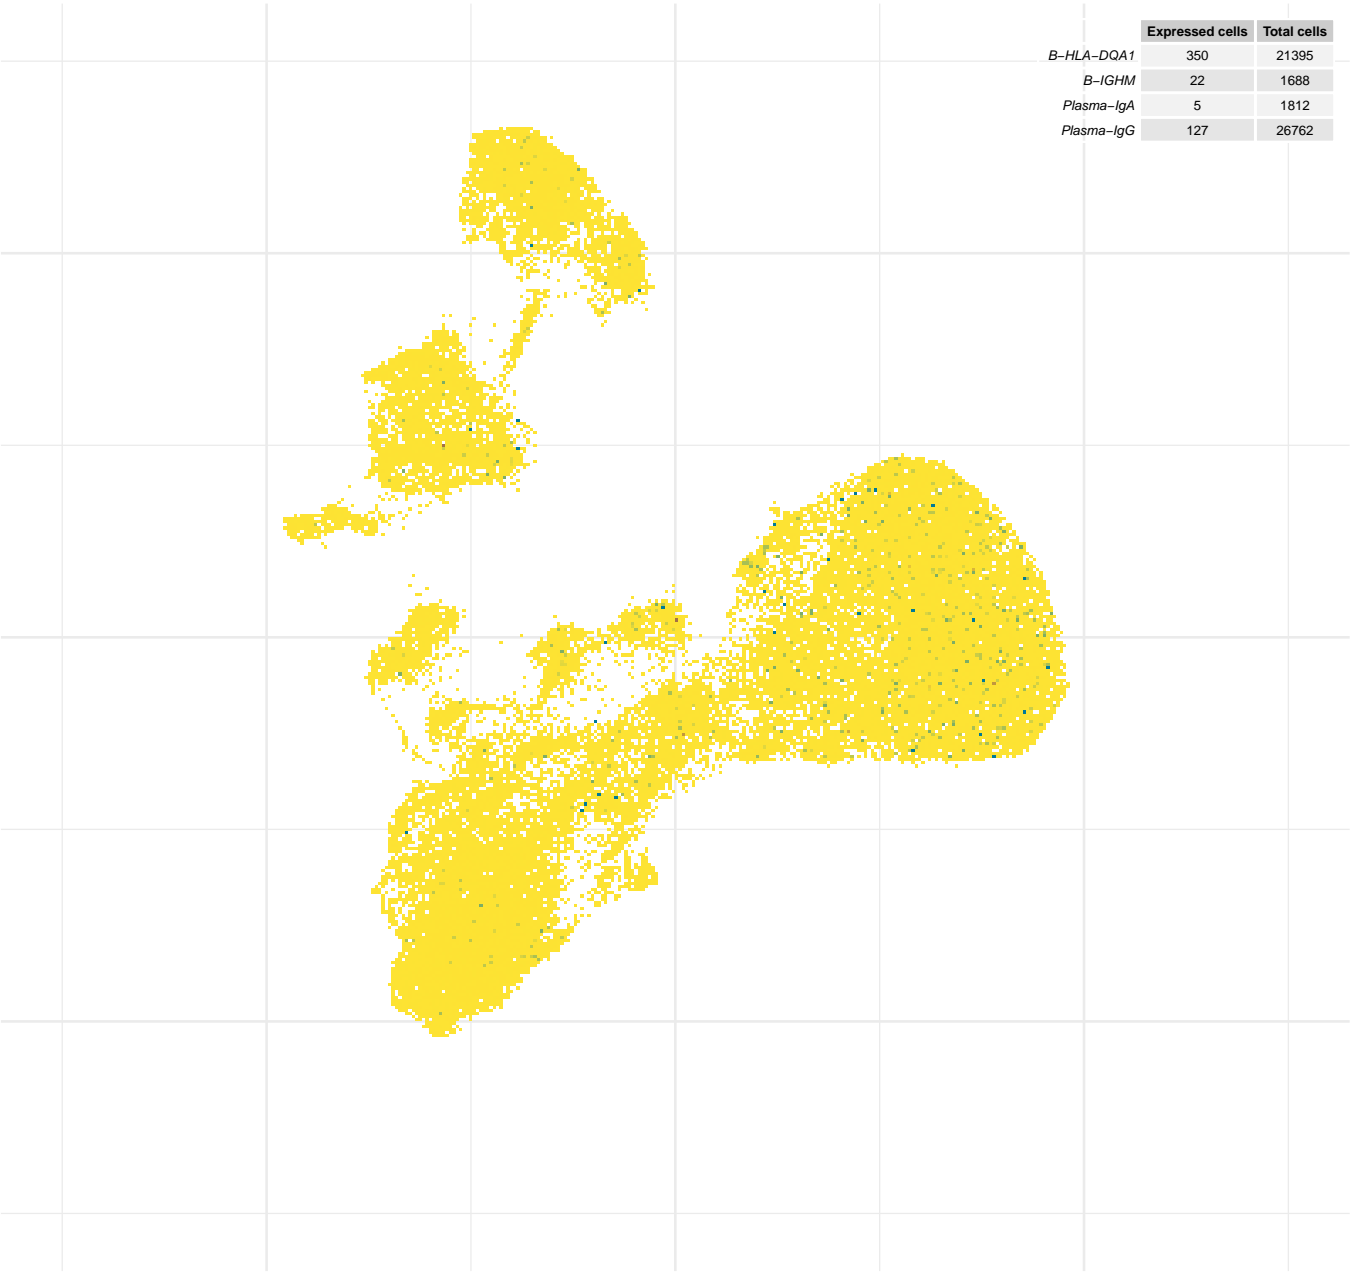 Expressed cells Total cells
B−HLA−DQA1 350 21395
B−IGHM 22 1688
Plasma−IgA 5 1812
Plasma−IgG 127 26762